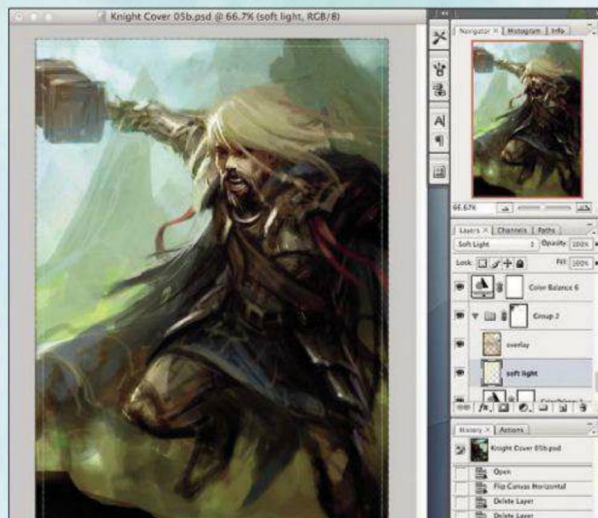 Knight Cover 05b.psd @ 66.7% (soft light, RGB/8)
Navigator × Histogram Info
66.67%
Layers × Channels Paths
Soft Light Opacity: 100%
Lock: Fill: 100%
Color Balance 6
Group 2
overlay
soft light
History × Actions
Knight Cover 05b.psd
Open
Flip Canvas Horizontal
Delete Layer
Delete Layer